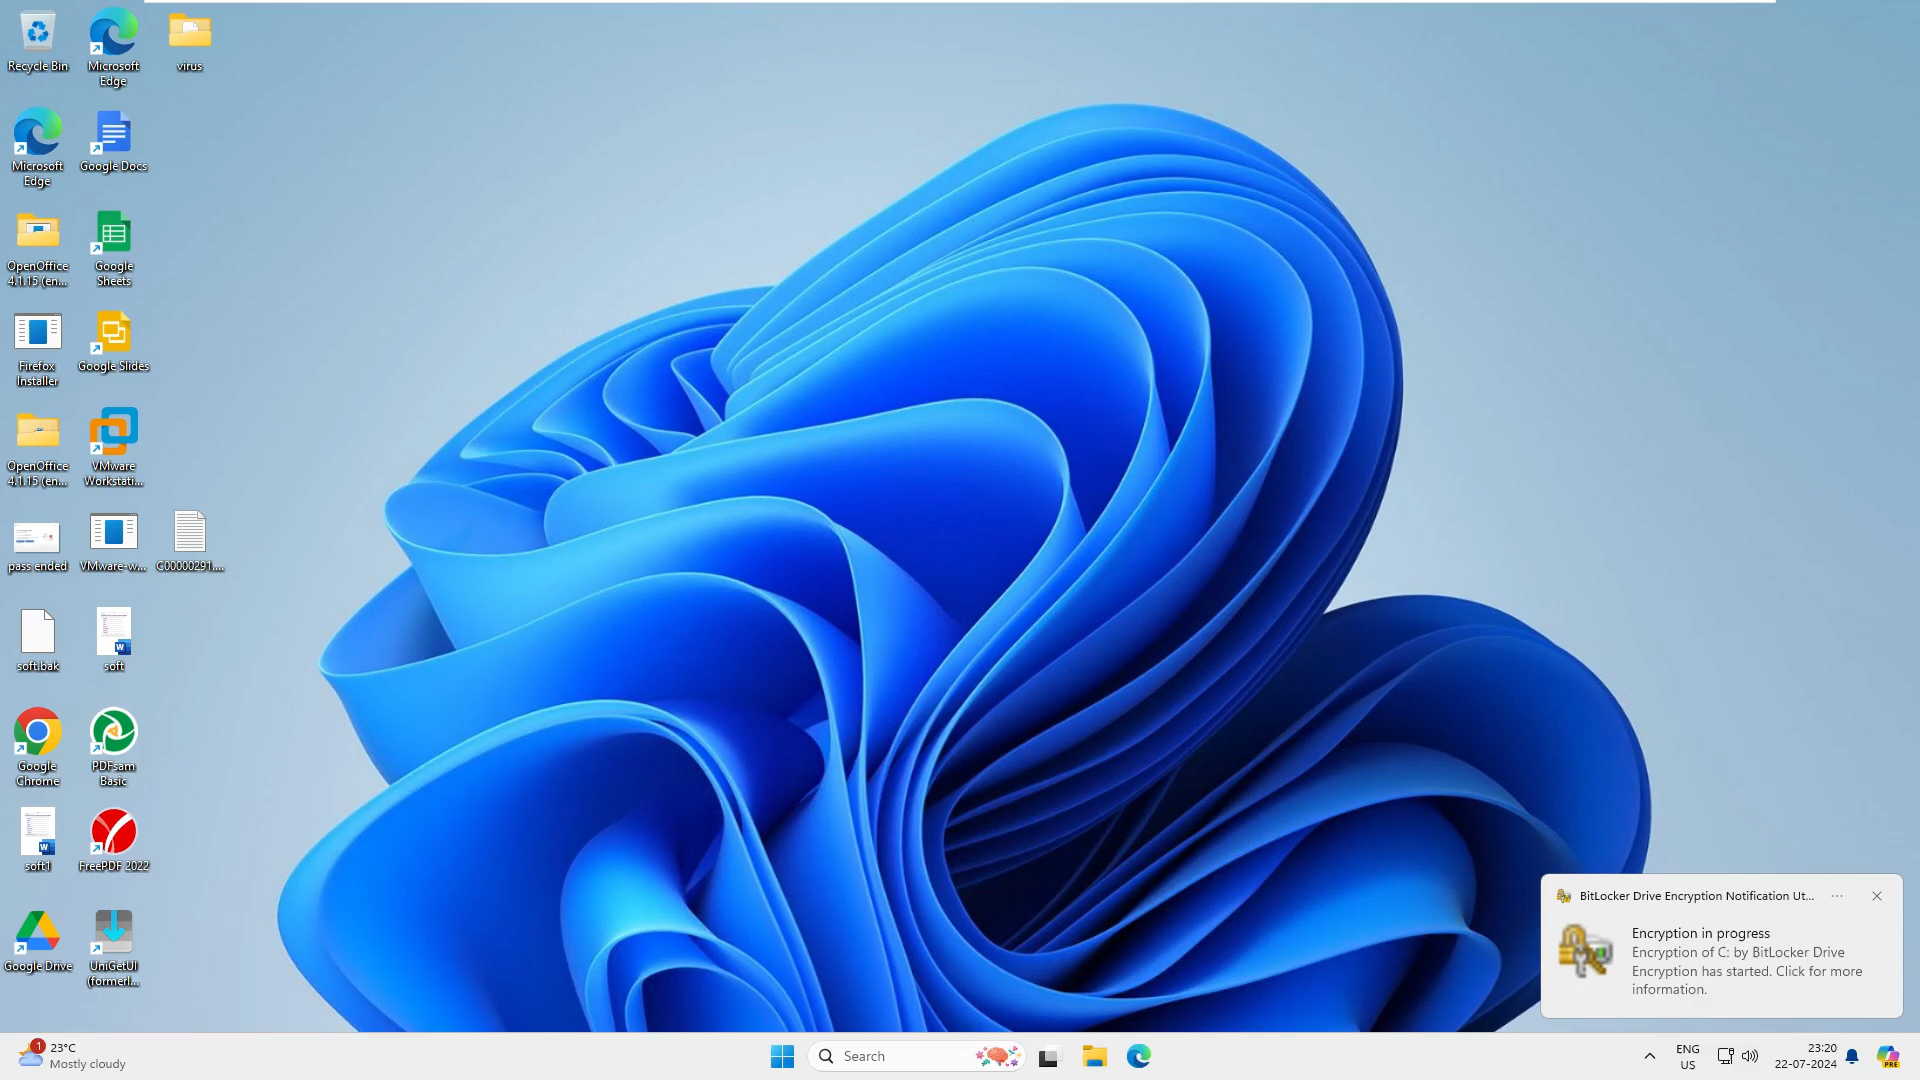 Recycle Bin
Microsoft
Edge
virus
Microsoft
Edge
Google Docs
OpenOffice
4.1.15 (en...
Google
Sheets
Firefox
Installer
Google Slides
OpenOffice
4.1.15 (en...
VMware
Workstati...
pass ended
VMware-w...
C00000291....
soft.bak
soft
Google
Chrome
PDFsam
Basic
soft1
FreePDF 2022
Google Drive
UniGetUI
(formerl...
BitLocker Drive Encryption Notification Ut...
Encryption in progress
Encryption of C: by BitLocker Drive
Encryption has started. Click for more
information.
1
23°C
Mostly cloudy
Search
ENG
US
23:20
22-07-2024
PRE